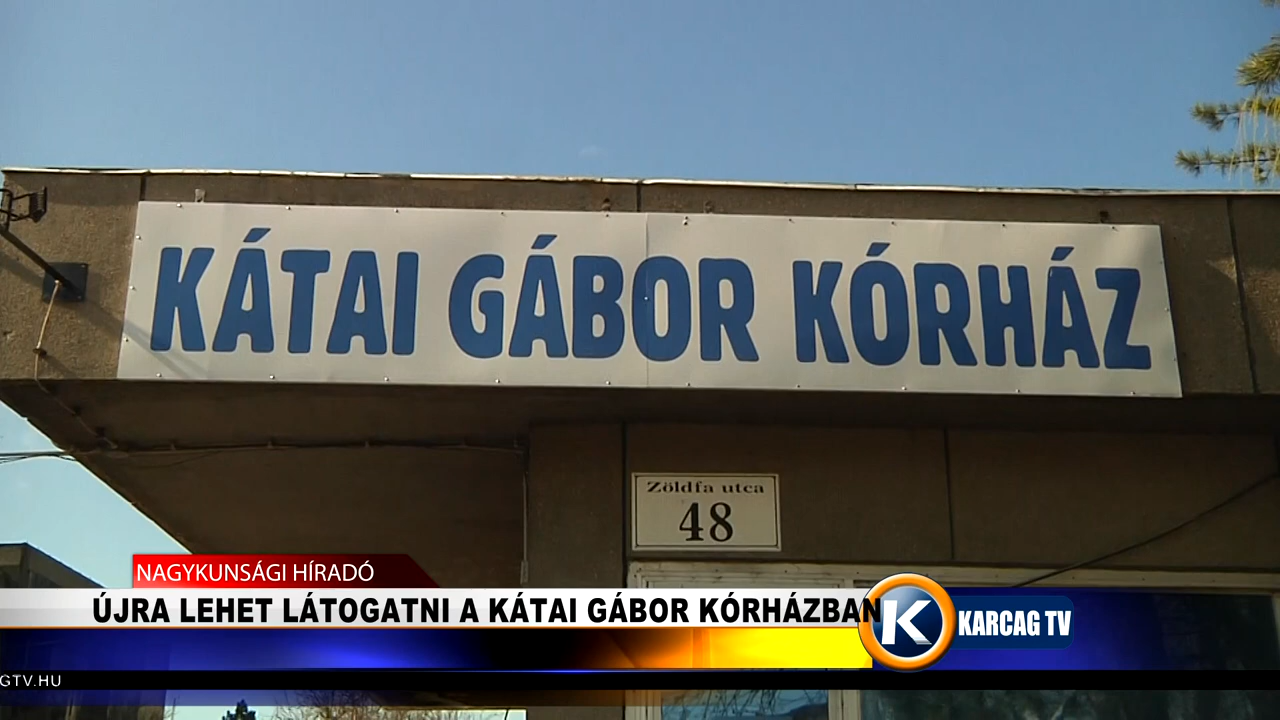 KÁTAI GÁBOR KÓRHÁZ
Zöldfa utca
48
NAGYKUNSÁGI HÍRADÓ
ÚJRA LEHET LÁTOGATNI A KÁTAI GÁBOR KÓRHÁZBAN
K KARCAG TV
GTV.HU